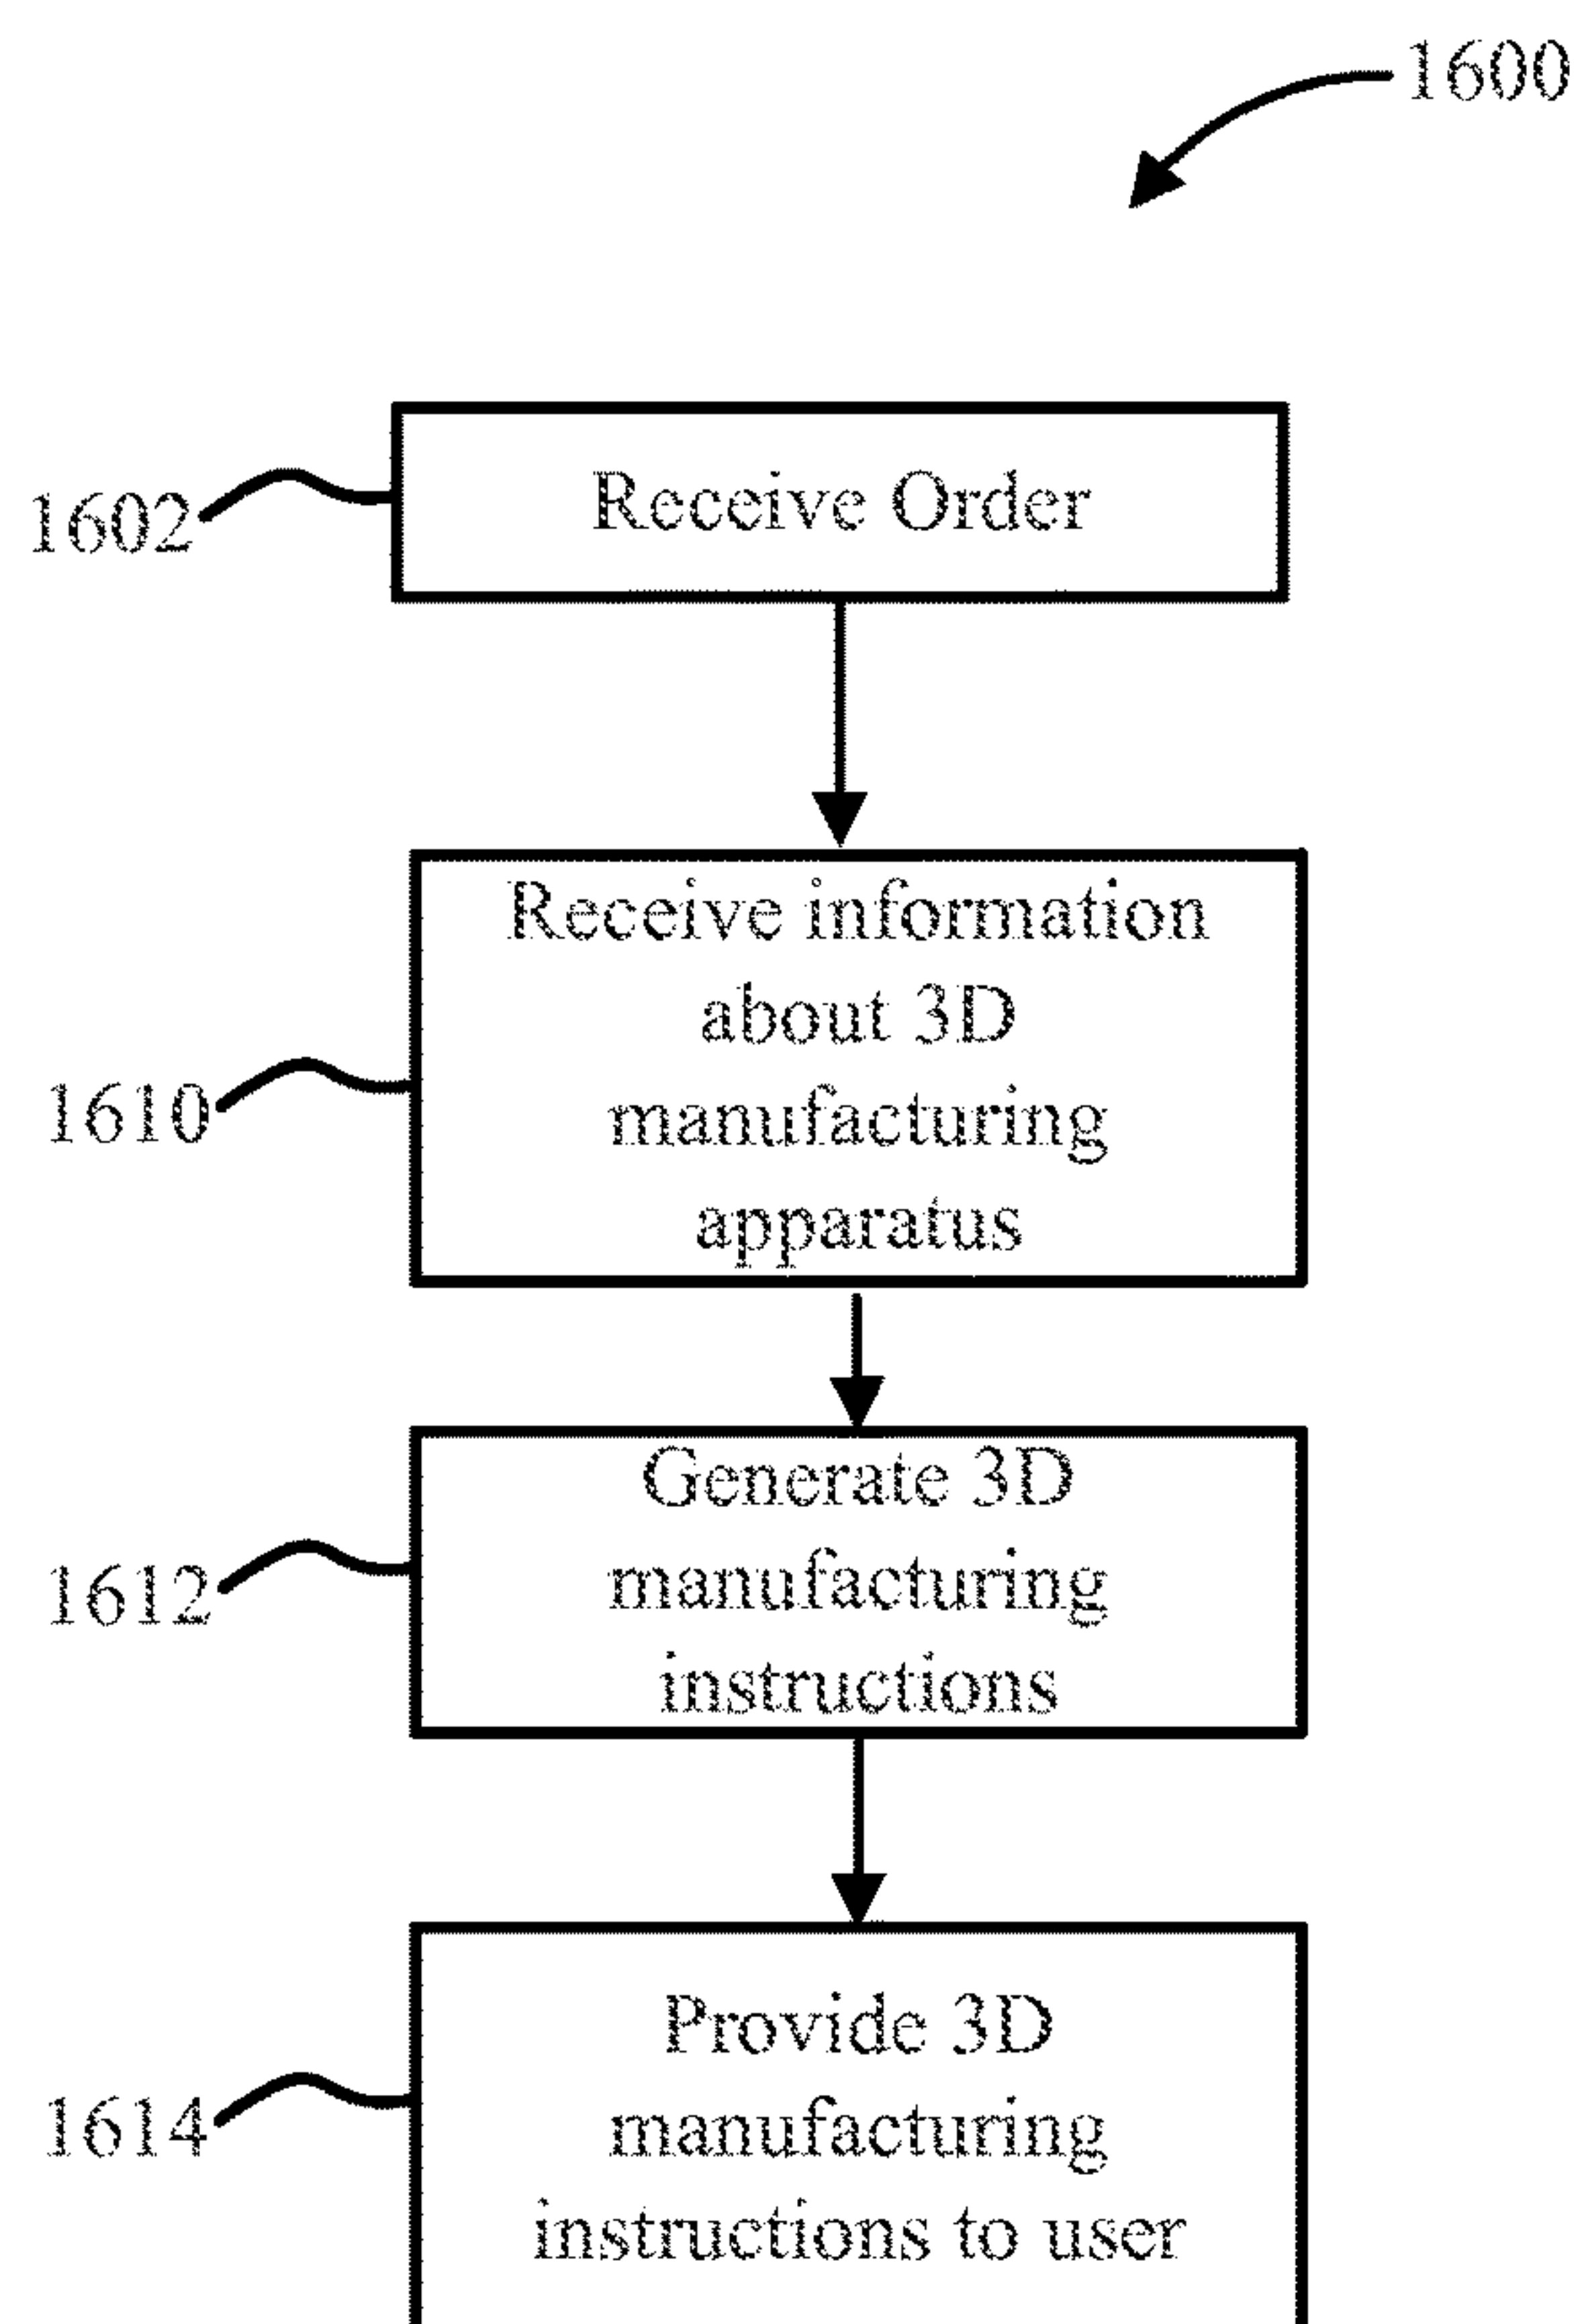 1600
1602
Receive Order
Receive information
about 3D
1610
manufacturing
apparatus
Generate 3D
1612
manufacturing
instructions
Provide 3D
1614
manufacturing
instructions to user